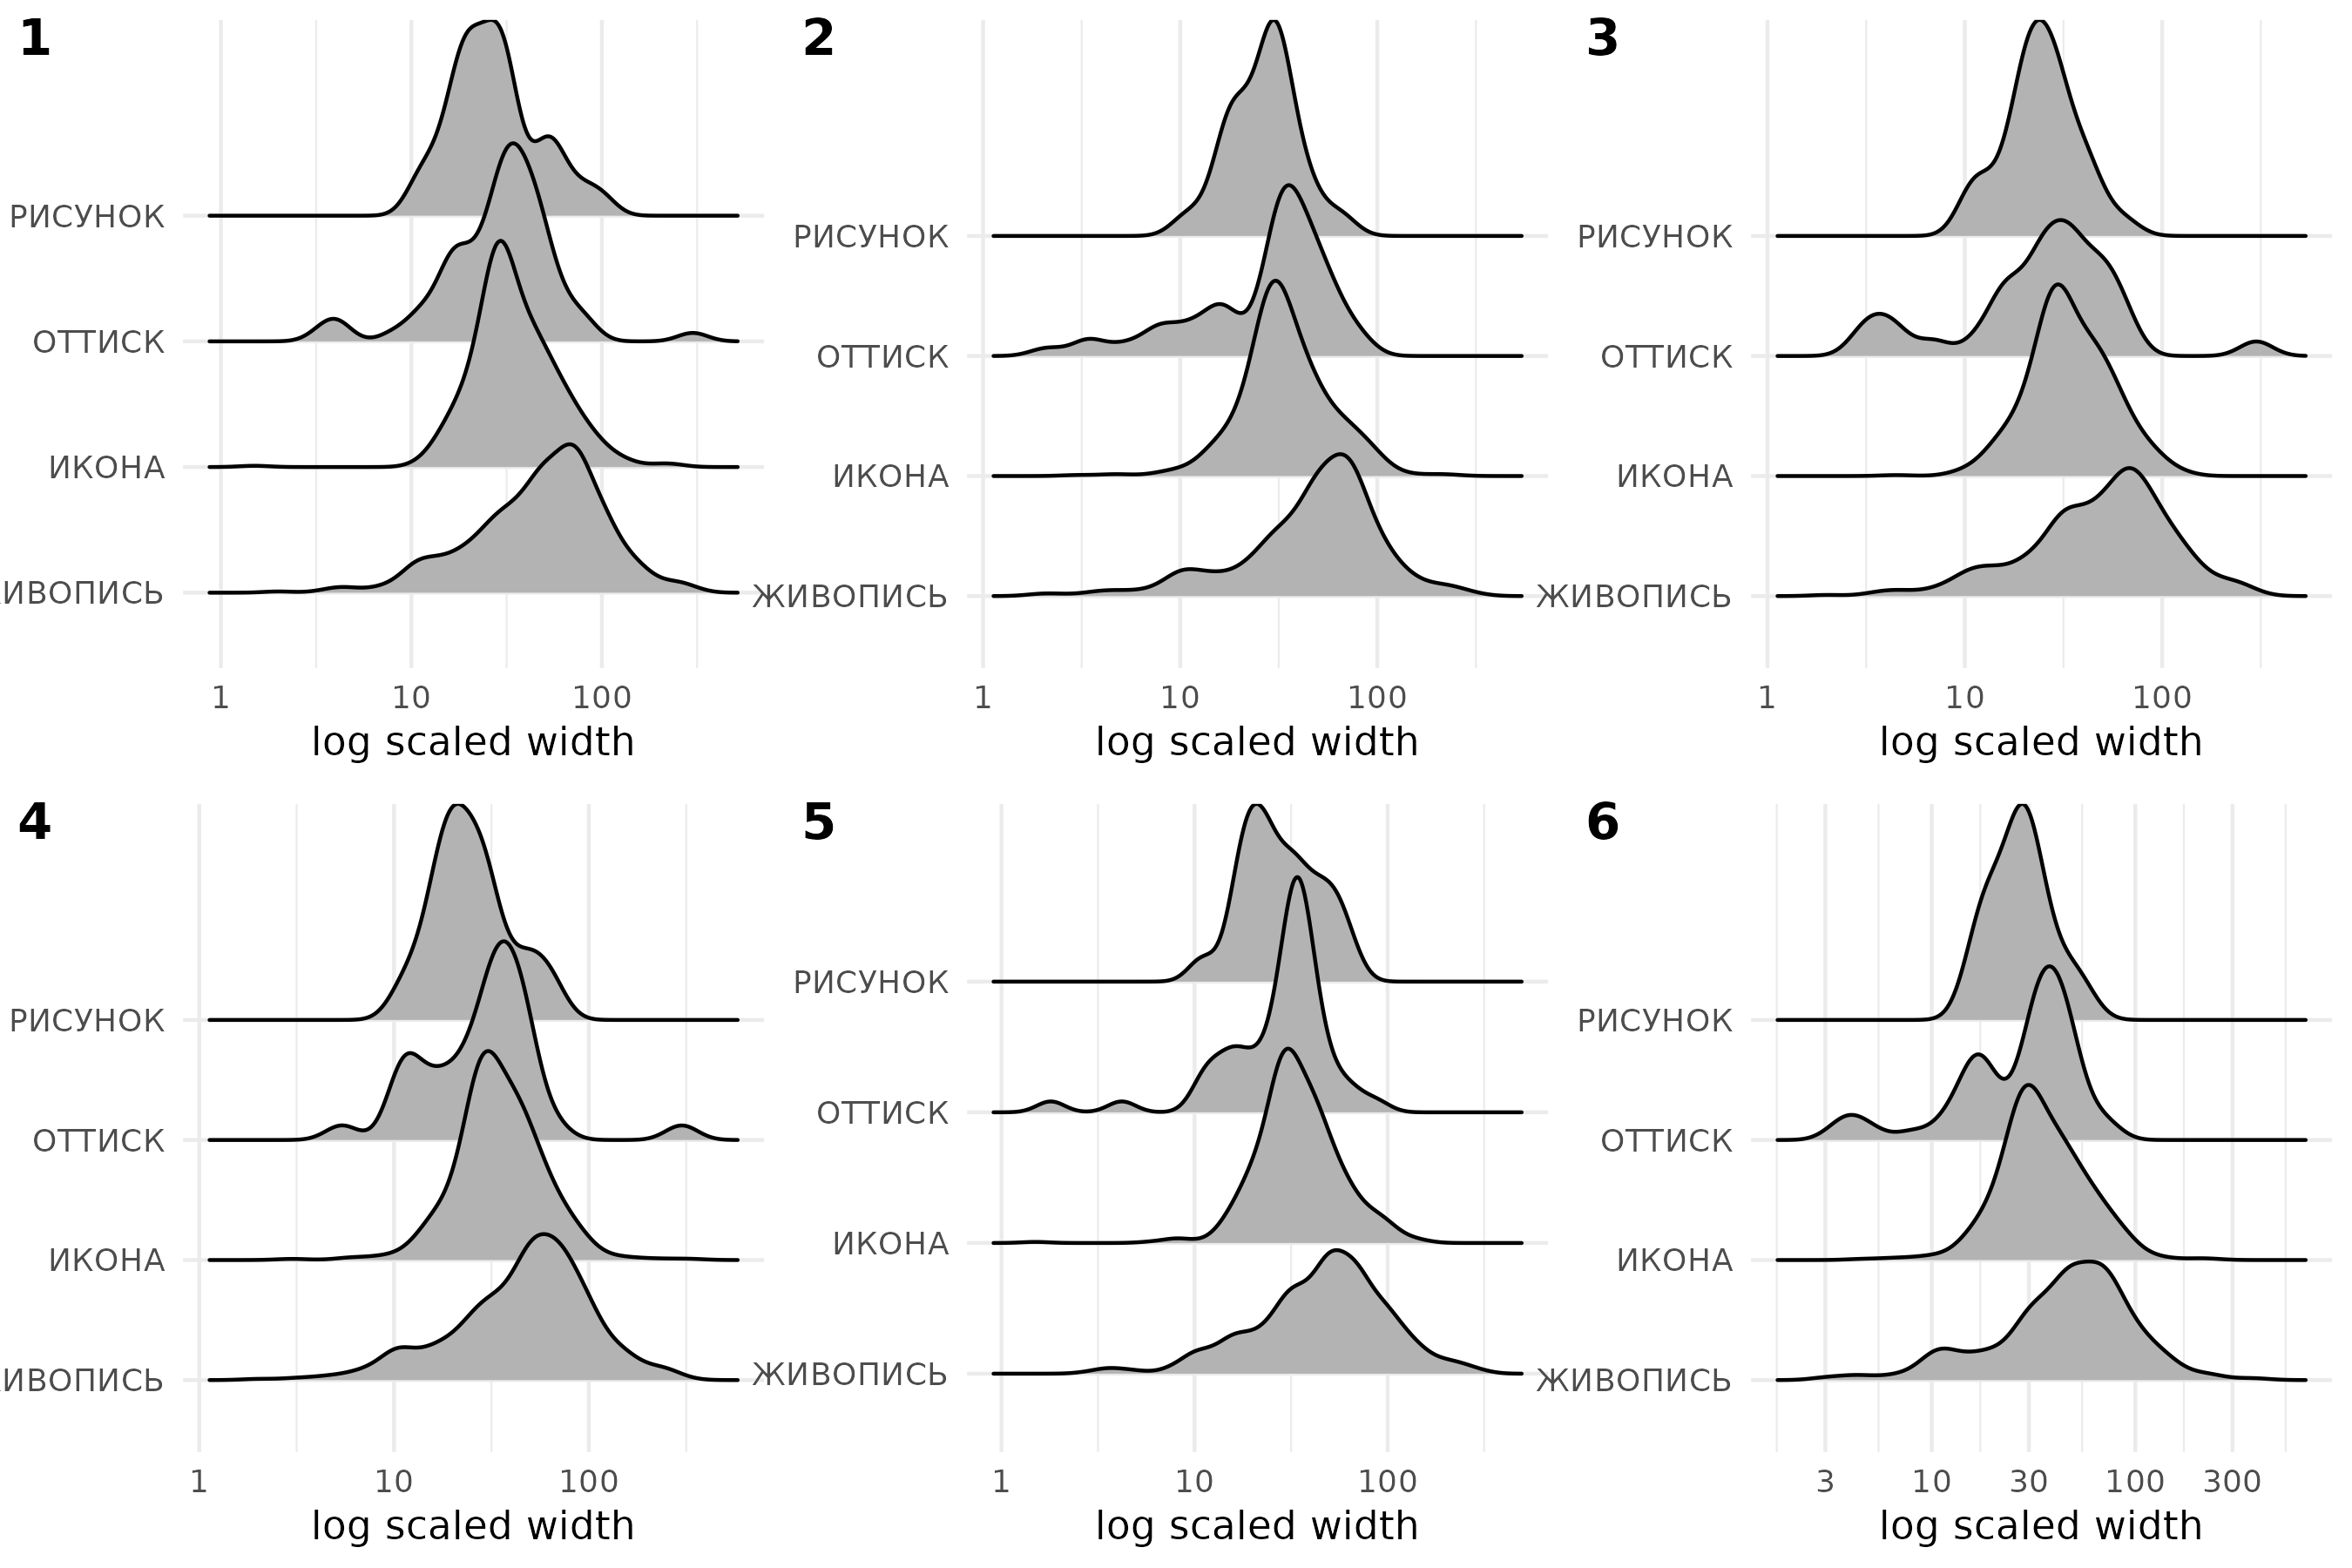 1
РИСУНОК
ОТТИСК
ИКОНА
ИВОПИСЬ
1 10 100
log scaled width
2
РИСУНОК
ОТТИСК
ИКОНА
ЖИВОПИСЬ
1 10 100
log scaled width
3
РИСУНОК
ОТТИСК
ИКОНА
ЖИВОПИСЬ
1 10 100
log scaled width
4
РИСУНОК
ОТТИСК
ИКОНА
ИВОПИСЬ
1 10 100
log scaled width
5
РИСУНОК
ОТТИСК
ИКОНА
ЖИВОПИСЬ
1 10 100
log scaled width
6
РИСУНОК
ОТТИСК
ИКОНА
ЖИВОПИСЬ
3 10 30 100 300
log scaled width